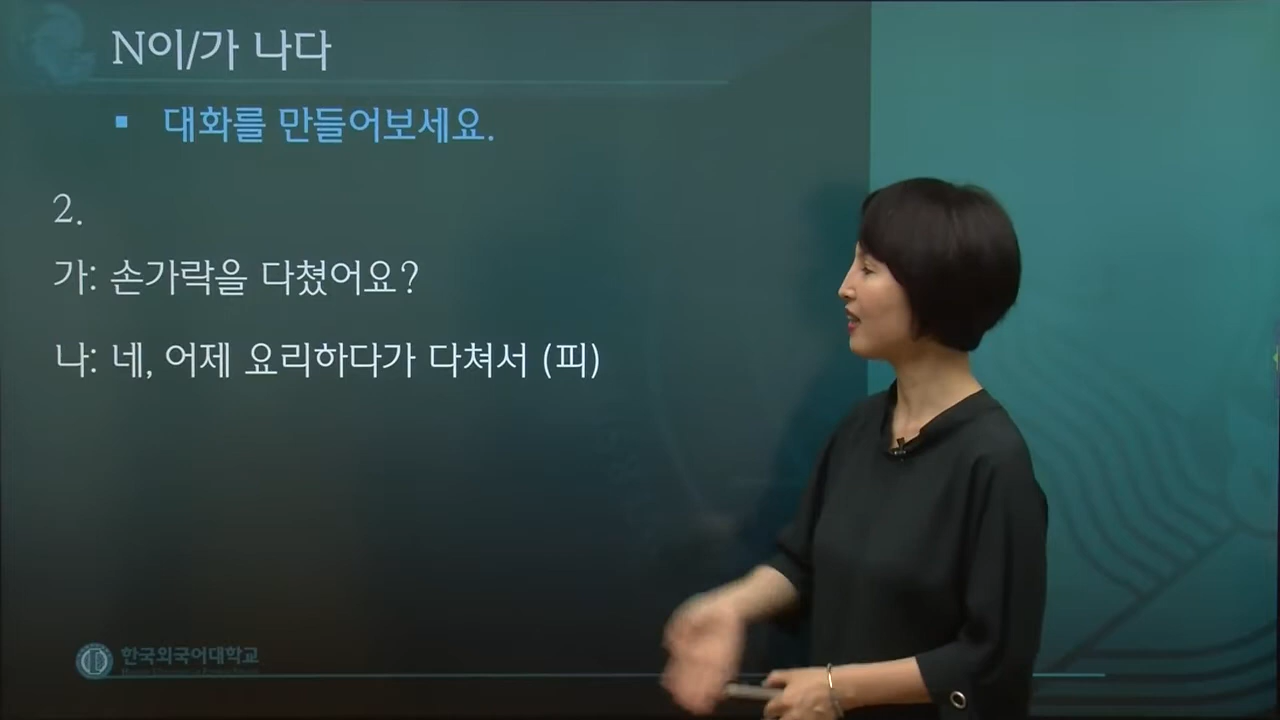 N이/가 나다
▪ 대화를 만들어보세요.
2.
가: 손가락을 다쳤어요?
나: 네, 어제 요리하다가 다쳐서 (피)
한국외국어대학교